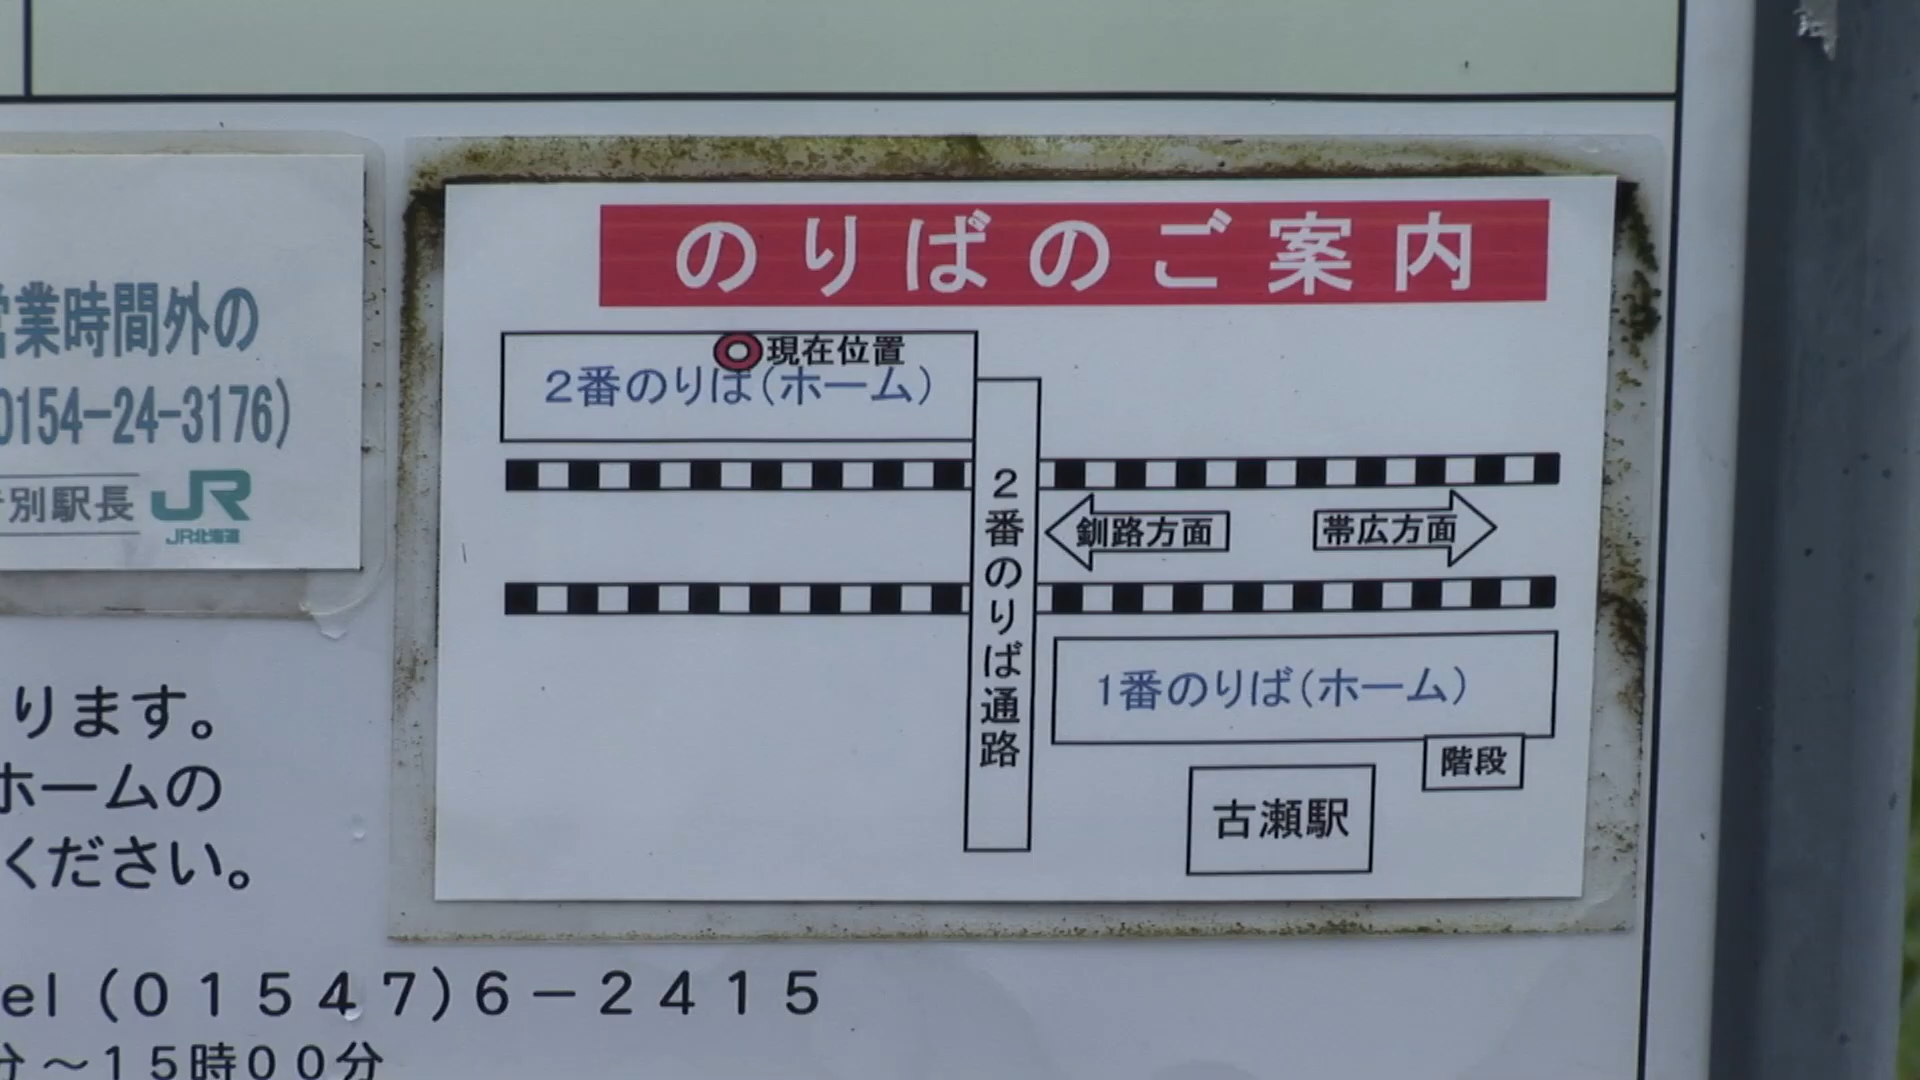 のりばのご案内
現在位置
2番のりば(ホーム)
2番のりば通路
釧路方面
帯広方面
1番のりば(ホーム)
階段
古瀬駅
営業時間外の
0154-24-3176)
別駅長
JR
JR北海道
ります。
ホームの
ください。
el (01547)6-2415
分~15時00分